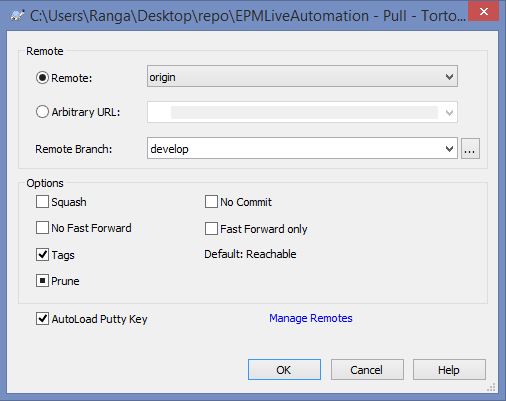 C:\Users\Ranga\Desktop\repo\EPMLiveAutomation - Pull - Torto...
Remote
Remote: origin
Arbitrary URL:
Remote Branch: develop ...
Options
Squash No Commit
No Fast Forward Fast Forward only
Tags Default: Reachable
Prune
AutoLoad Putty Key Manage Remotes
OK Cancel Help